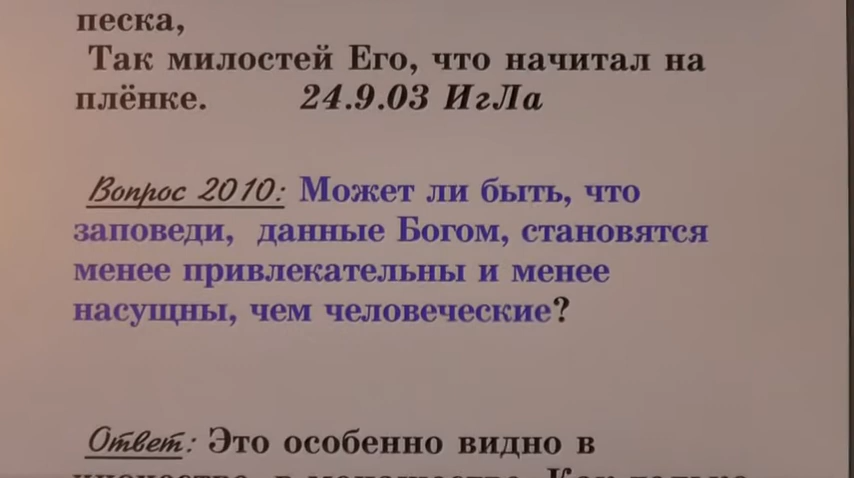 песка,
Так милостей Его, что начитал на
плёнке. 24.9.03 ИгЛа
Вопрос 2010: Может ли быть, что
заповеди, данные Богом, становятся
менее привлекательны и менее
насущны, чем человеческие?
Ответ: Это особенно видно в